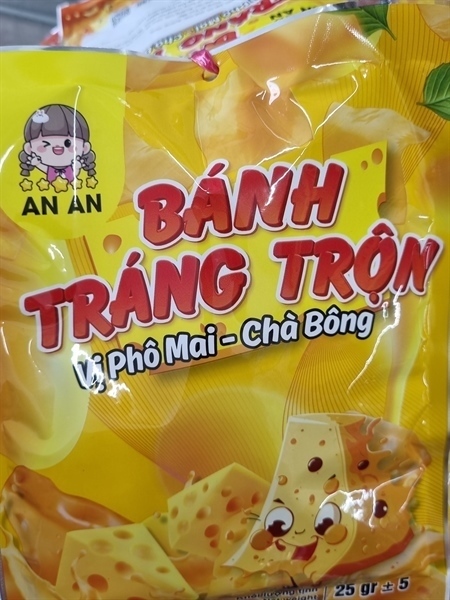 AN AN
BÁNH
TRÁNG TRỘN
Vị Phô Mai - Chà Bông
25 gr ± 5